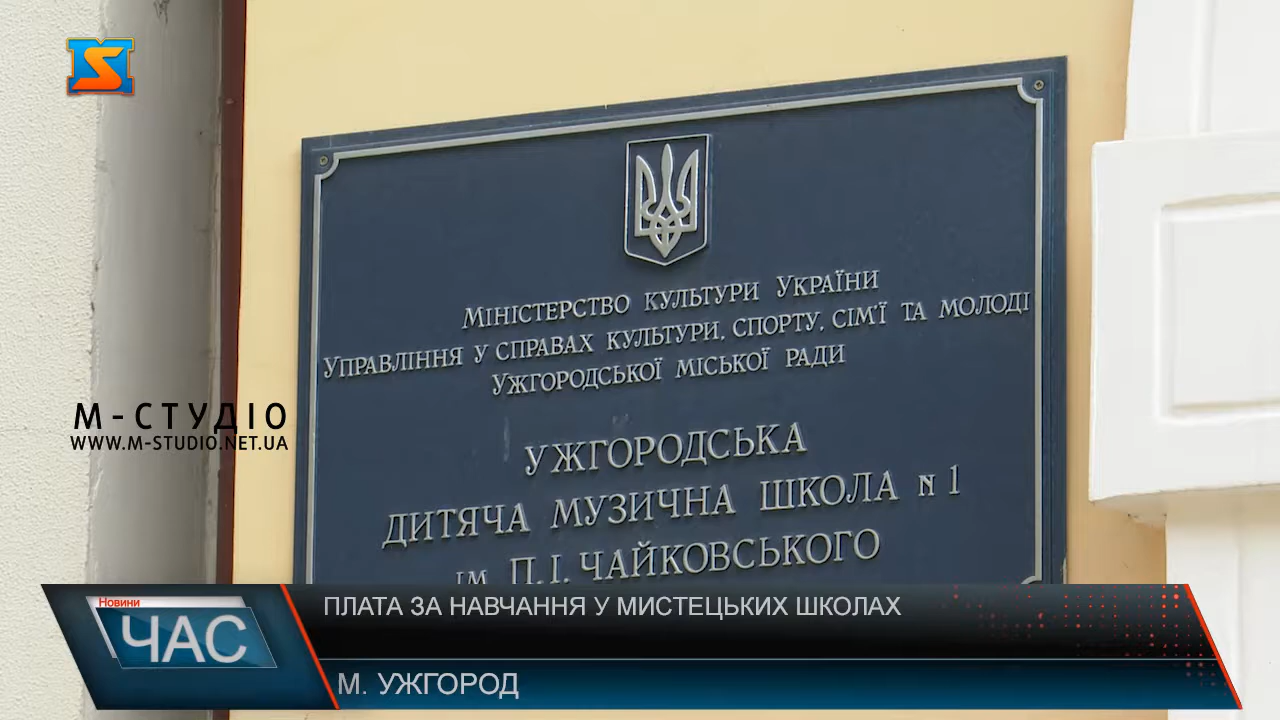 МІНІСТЕРСТВО КУЛЬТУРИ УКРАЇНИ
УПРАВЛІННЯ У СПРАВАХ КУЛЬТУРИ, СПОРТУ, СІМ'Ї ТА МОЛОДІ
УЖГОРОДСЬКОЇ МІСЬКОЇ РАДИ
УЖГОРОДСЬКА
ДИТЯЧА МУЗИЧНА ШКОЛА N 1
ІМ. П.І. ЧАЙКОВСЬКОГО
М-СТУДІО
WWW.M-STUDIO.NET.UA
Новини
ЧАС
ПЛАТА ЗА НАВЧАННЯ У МИСТЕЦЬКИХ ШКОЛАХ
М. УЖГОРОД